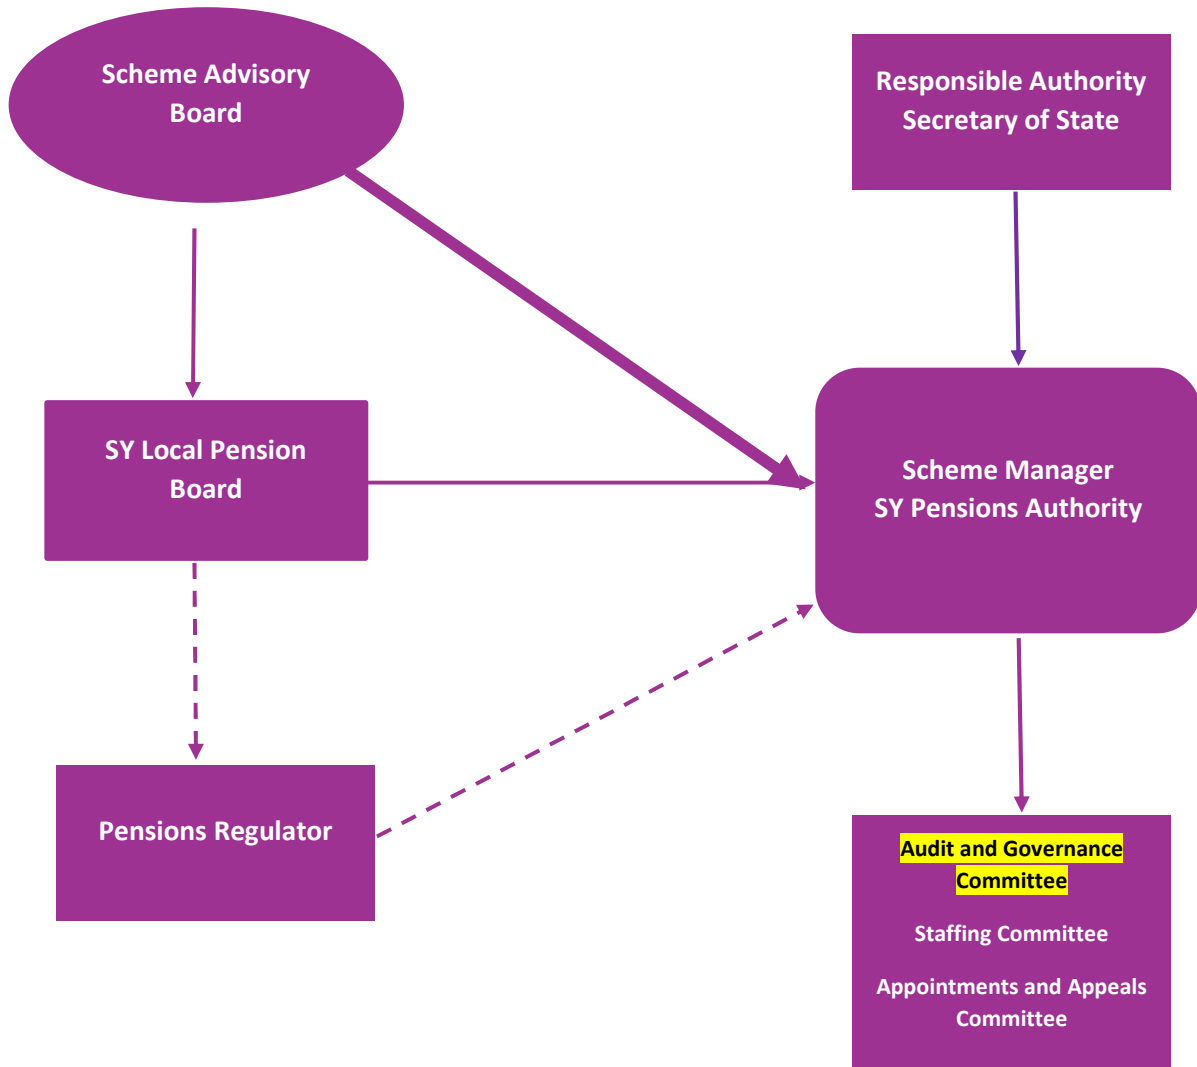 Scheme Advisory
Board
Responsible Authority
Secretary of State
SY Local Pension
Board
Scheme Manager
SY Pensions Authority
Pensions Regulator
Audit and Governance
Committee
Staffing Committee
Appointments and Appeals
Committee